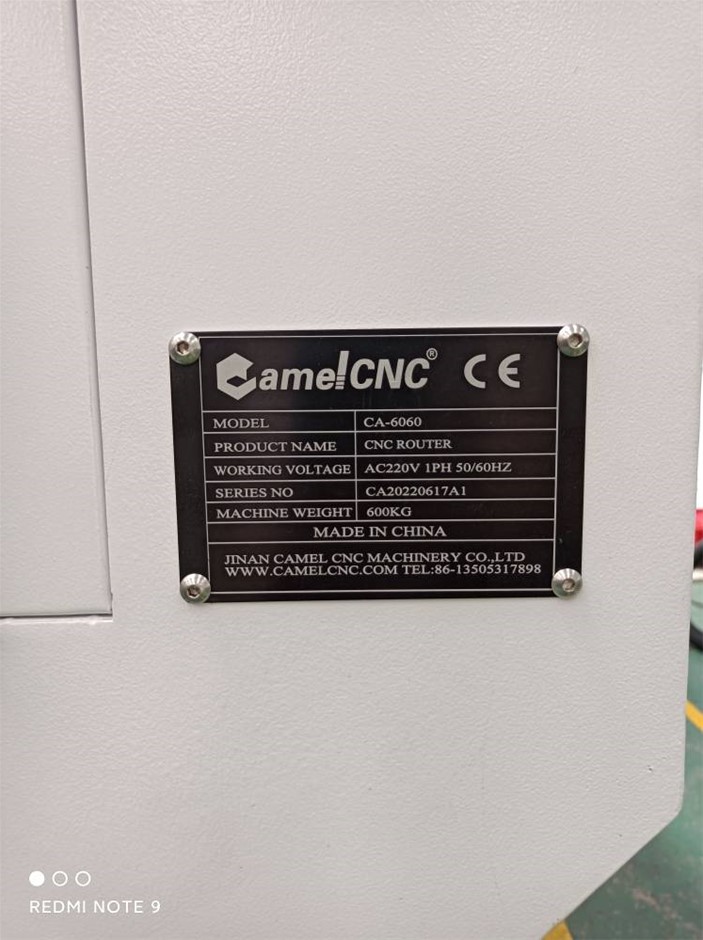 CamelCNC® CE
MODEL CA-6060
PRODUCT NAME CNC ROUTER
WORKING VOLTAGE AC220V 1PH 50/60HZ
SERIES NO CA20220617A1
MACHINE WEIGHT 600KG
MADE IN CHINA
JINAN CAMEL CNC MACHINERY CO.,LTD
WWW.CAMELCNC.COM TEL:86-13505317898
REDMI NOTE 9